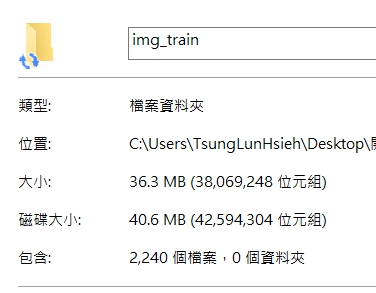 img_train
類型: 檔案資料夾
位置: C:\Users\TsungLunHsieh\Desktop\
大小: 36.3 MB (38,069,248 位元組)
磁碟大小: 40.6 MB (42,594,304 位元組)
包含: 2,240 個檔案，0 個資料夾